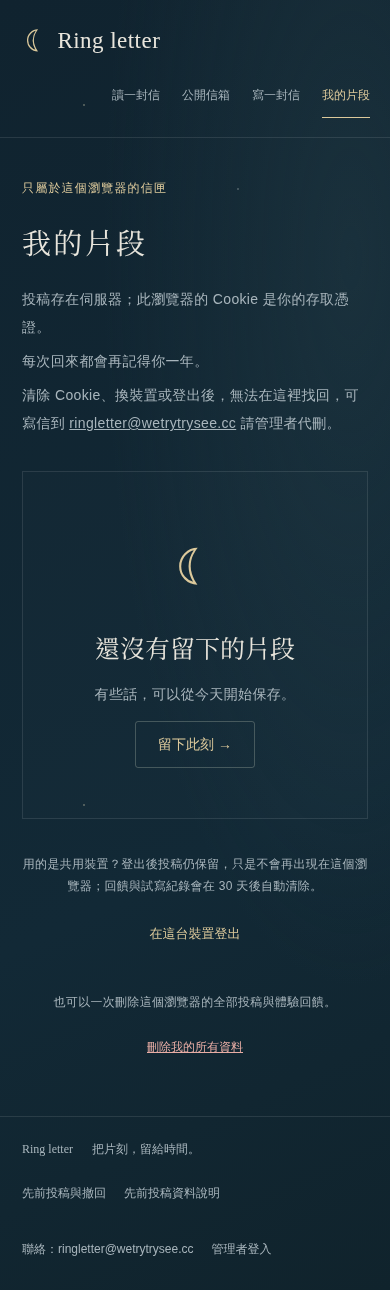 Ring letter
讀一封信 公開信箱 寫一封信 我的片段
只屬於這個瀏覽器的信匣
我的片段
投稿存在伺服器；此瀏覽器的 Cookie 是你的存取憑
證。
每次回來都會再記得你一年。
清除 Cookie、換裝置或登出後，無法在這裡找回，可
寫信到 ringletter@wetrytrysee.cc 請管理者代刪。
還沒有留下的片段
有些話，可以從今天開始保存。
留下此刻 →
用的是共用裝置？登出後投稿仍保留，只是不會再出現在這個瀏
覽器；回饋與試寫紀錄會在 30 天後自動清除。
在這台裝置登出
也可以一次刪除這個瀏覽器的全部投稿與體驗回饋。
刪除我的所有資料
Ring letter 把片刻，留給時間。
先前投稿與撤回 先前投稿資料說明
聯絡：ringletter@wetrytrysee.cc 管理者登入